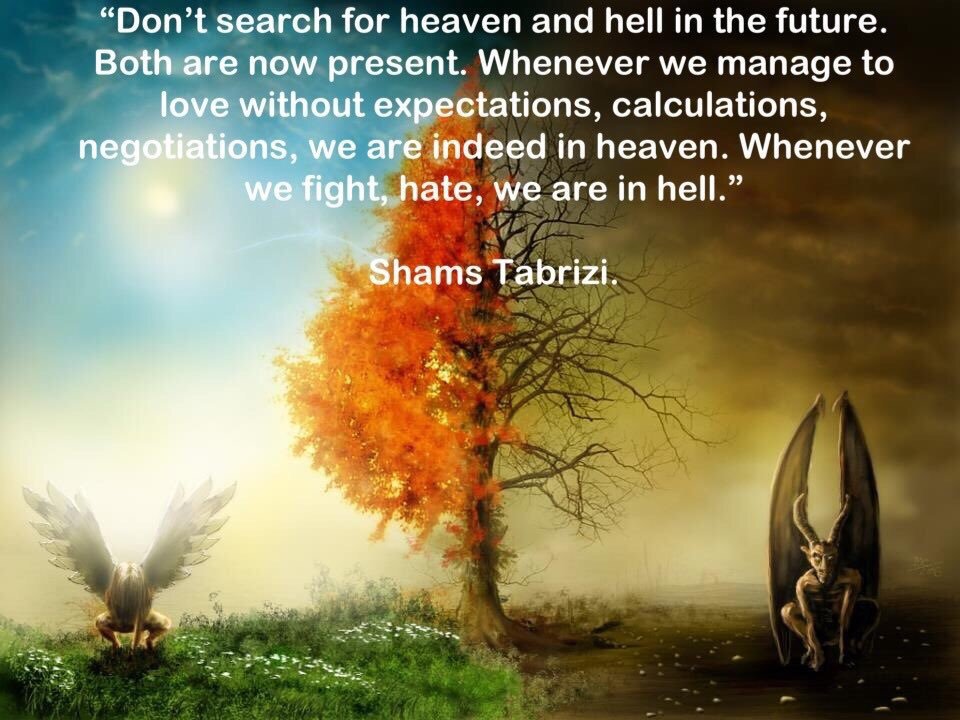 “Don’t search for heaven and hell in the future.
Both are now present. Whenever we manage to
love without expectations, calculations,
negotiations, we are indeed in heaven. Whenever
we fight, hate, we are in hell.”
Shams Tabrizi.